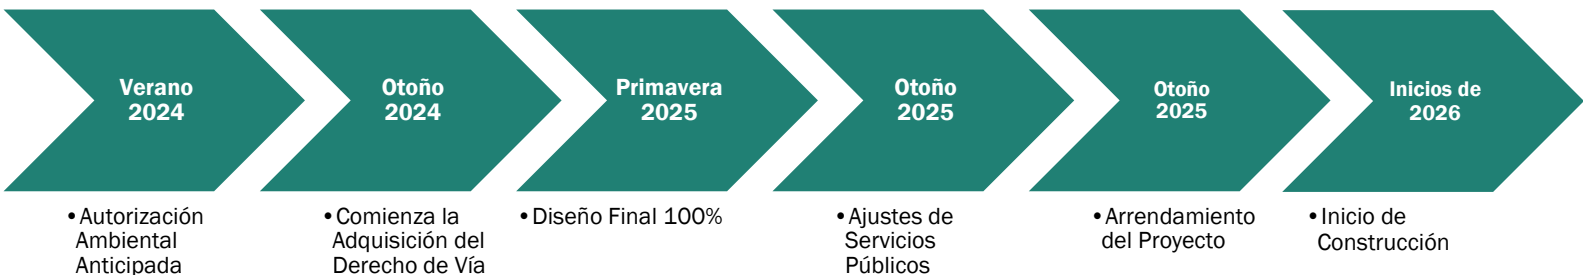 Verano
2024
Otoño
2024
Primavera
2025
Otoño
2025
Otoño
2025
Inicios de
2026
•Autorización
Ambiental
Anticipada
•Comienza la
Adquisición del
Derecho de Vía
•Diseño Final 100%
•Ajustes de
Servicios
Públicos
•Arrendamiento
del Proyecto
•Inicio de
Construcción